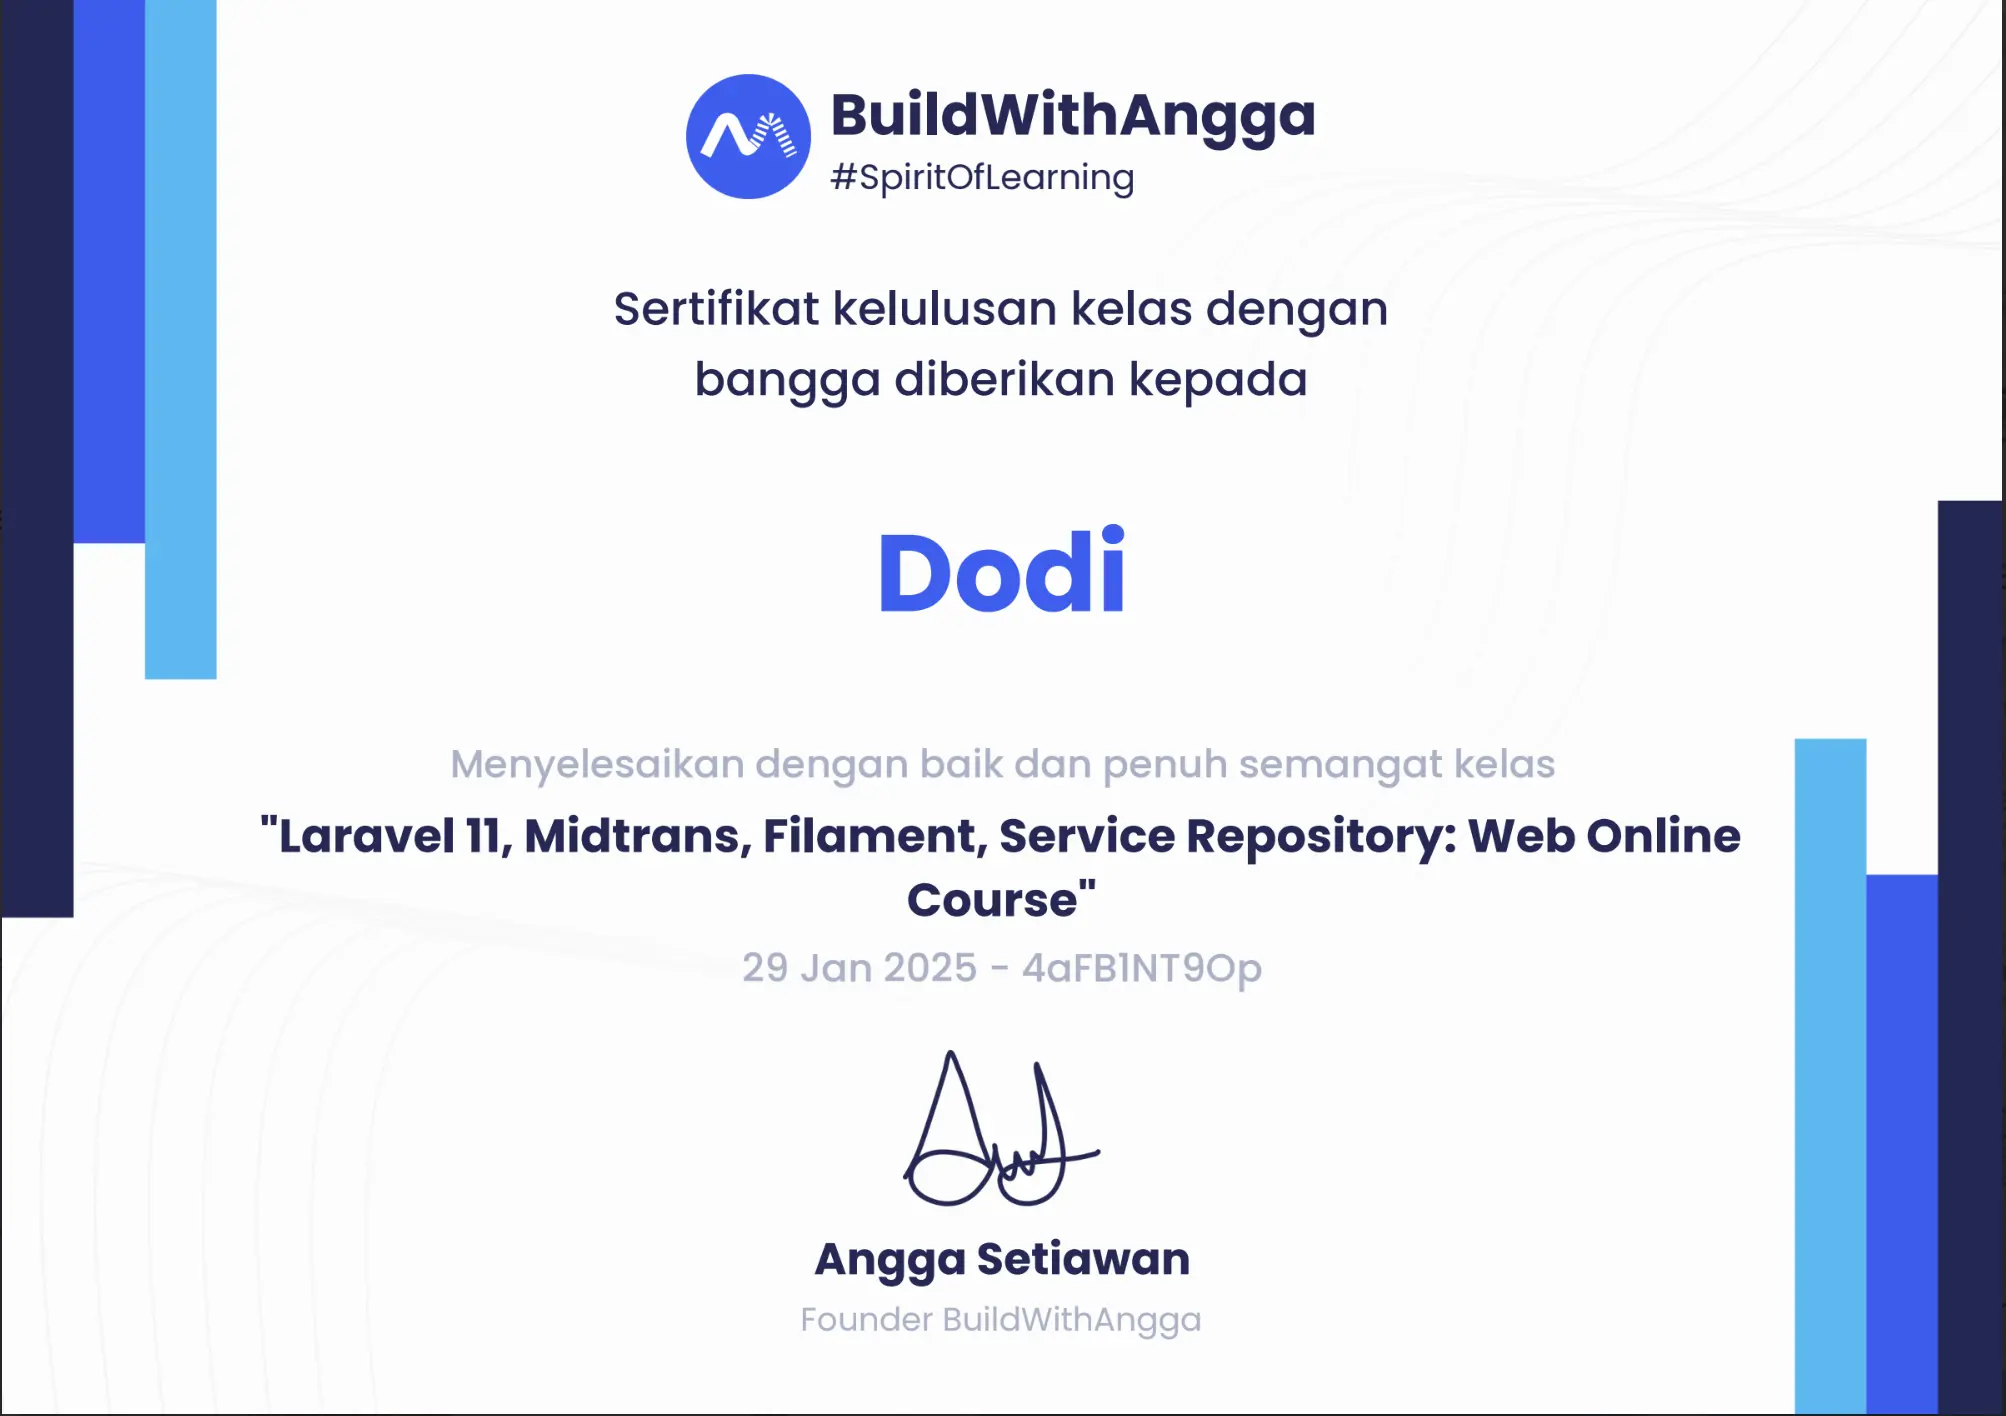 BuildWithAngga
#SpiritOfLearning
Sertifikat kelulusan kelas dengan
bangga diberikan kepada
Dodi
Menyelesaikan dengan baik dan penuh semangat kelas
"Laravel 11, Midtrans, Filament, Service Repository: Web Online
Course"
29 Jan 2025 - 4aFB1NT9Op
Angga Setiawan
Founder BuildWithAngga